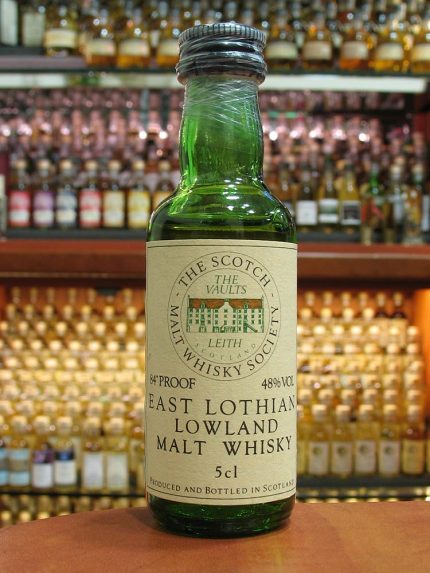 THE SCOTCH
MALT WHISKY SOCIETY
THE
VAULTS
LEITH
SCOTLAND
84° PROOF 48% VOL
EAST LOTHIAN
LOWLAND
MALT WHISKY
5cl
PRODUCED AND BOTTLED IN SCOTLAND